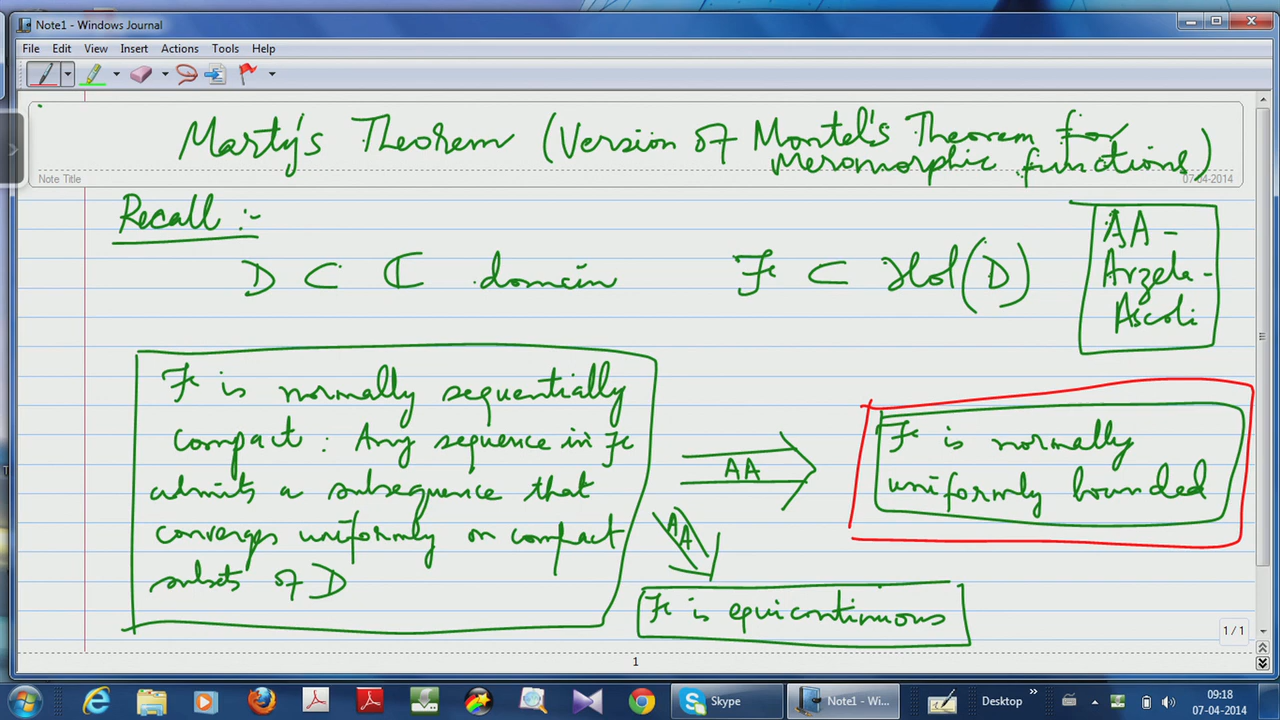 Note1 - Windows Journal
File Edit View Insert Actions Tools Help
Marty's Theorem (Version of Montel's Theorem for
Meromorphic functions)
Note Title
07-04-2014
Recall :-
D ⊂ ℂ domain ℱ ⊂ Hol(D)
AA -
Arzela-
Ascoli
ℱ is normally sequentially
compact : Any sequence in ℱ
admits a subsequence that
converges uniformly on compact
subsets of D
AA
ℱ is normally
uniformly bounded
AA
ℱ is equicontinuous
1/1
1
Skype
Note1 - Wi...
Desktop
09:18
07-04-2014